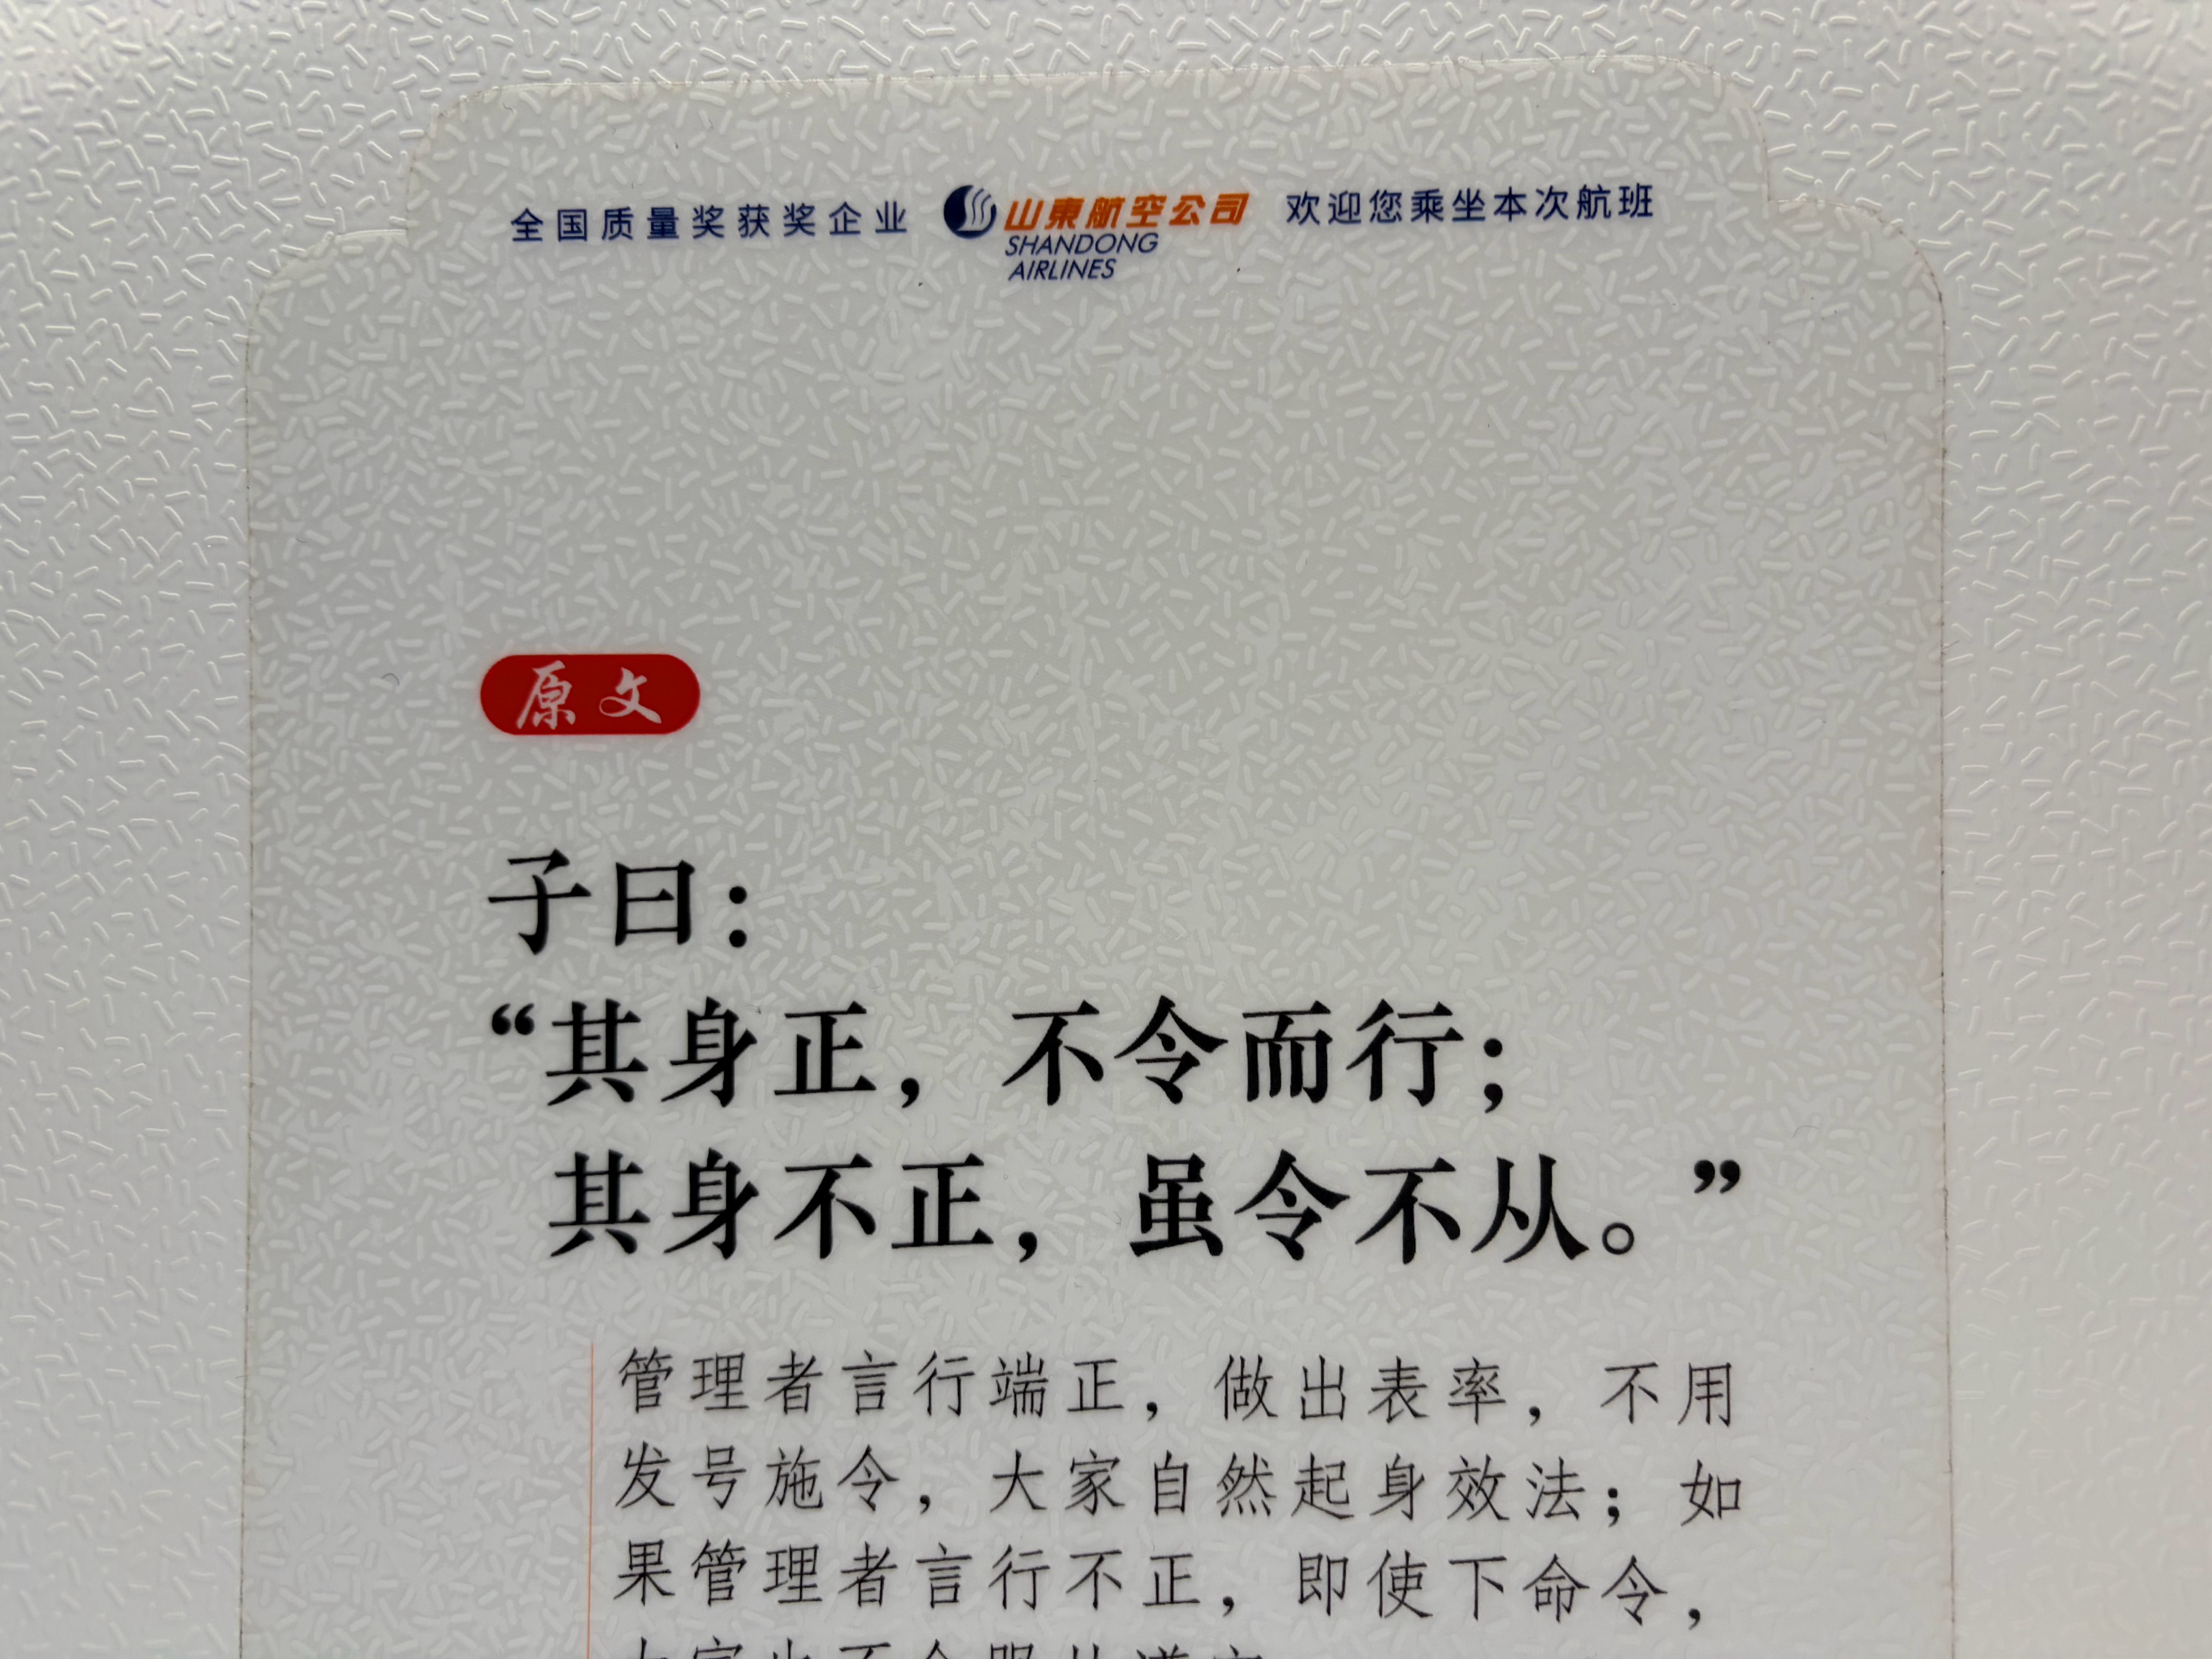 全国质量奖获奖企业 山東航空公司 欢迎您乘坐本次航班
SHANDONG
AIRLINES
原文
子曰：
“其身正，不令而行；
其身不正，虽令不从。”
管理者言行端正，做出表率，不用
发号施令，大家自然起身效法；如
果管理者言行不正，即使下命令，